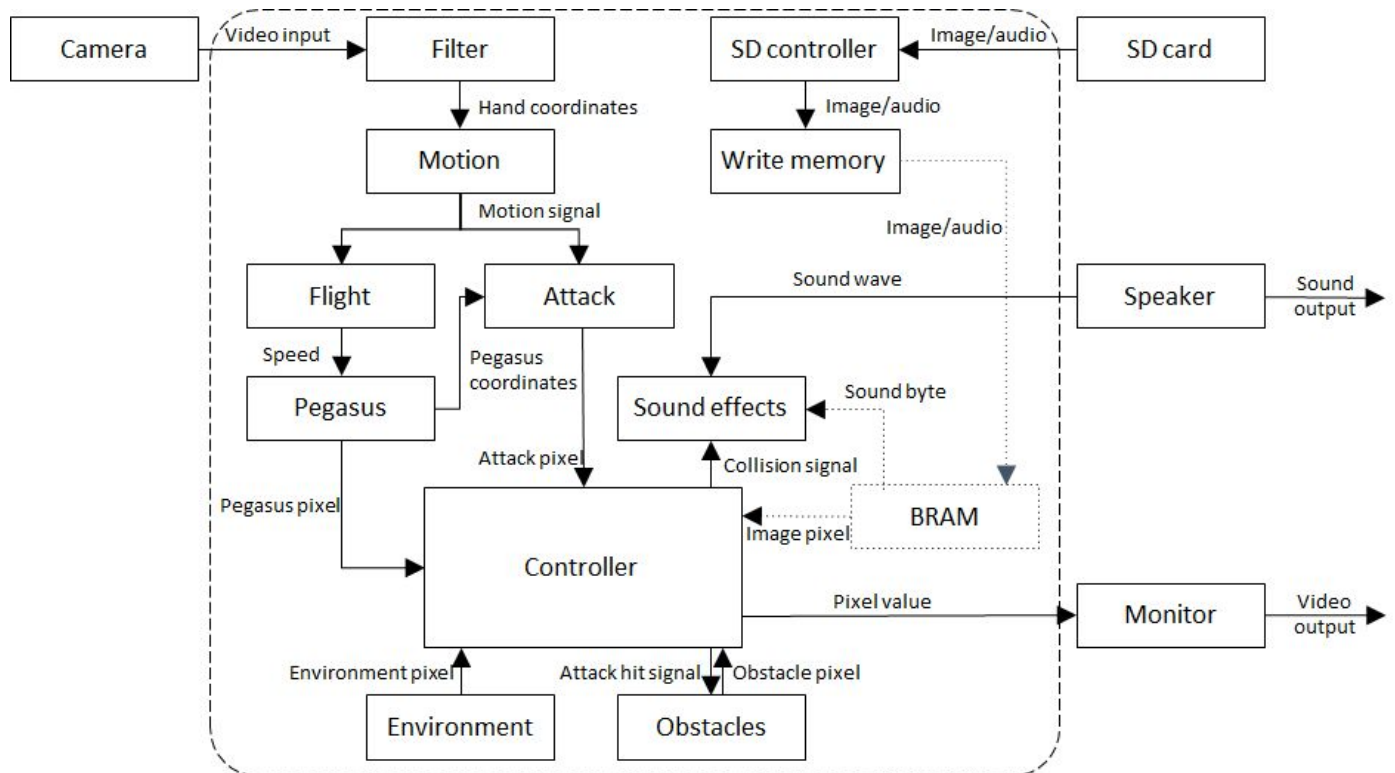 Camera
Video input
Filter
SD controller
Image/audio
SD card
Hand coordinates
Image/audio
Motion
Write memory
Motion signal
Image/audio
Flight
Attack
Sound wave
Speaker
Sound
output
Speed
Pegasus
coordinates
Pegasus
Sound effects
Sound byte
Attack pixel
Collision signal
Pegasus pixel
BRAM
Image pixel
Controller
Pixel value
Monitor
Video
output
Environment pixel
Attack hit signal
Obstacle pixel
Environment
Obstacles